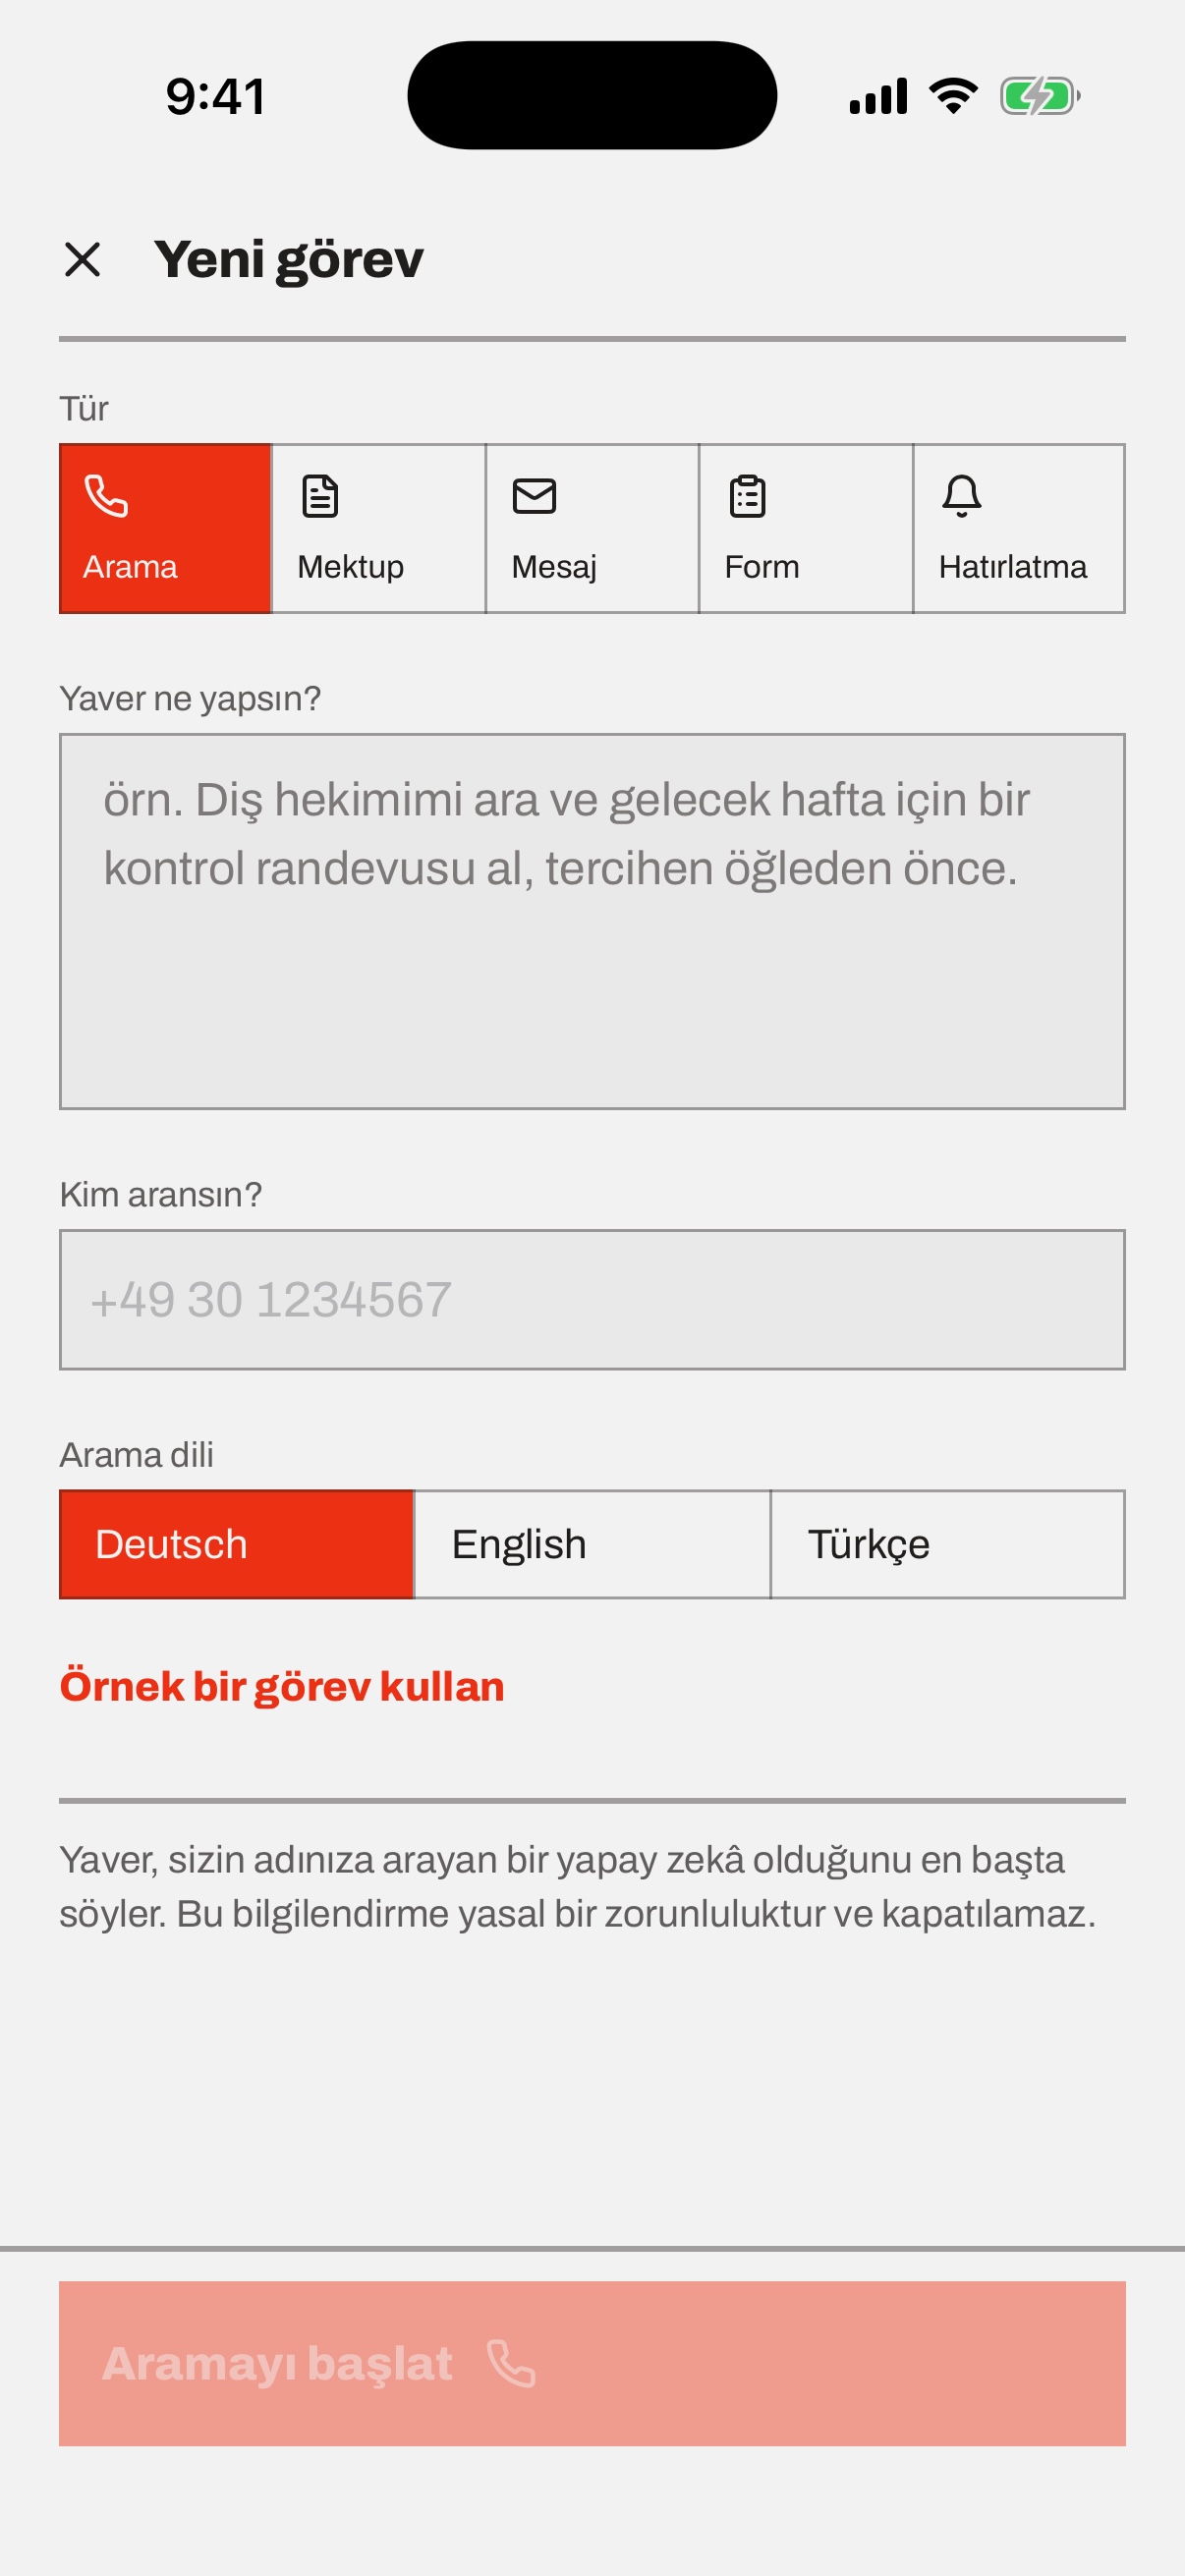 9:41
Yeni görev
Tür
Arama
Mektup
Mesaj
Form
Hatırlatma
Yaver ne yapsın?
örn. Diş hekimimi ara ve gelecek hafta için bir
kontrol randevusu al, tercihen öğleden önce.
Kim aransın?
+49 30 1234567
Arama dili
Deutsch
English
Türkçe
Örnek bir görev kullan
Yaver, sizin adınıza arayan bir yapay zekâ olduğunu en başta
söyler. Bu bilgilendirme yasal bir zorunluluktur ve kapatılamaz.
Aramayı başlat